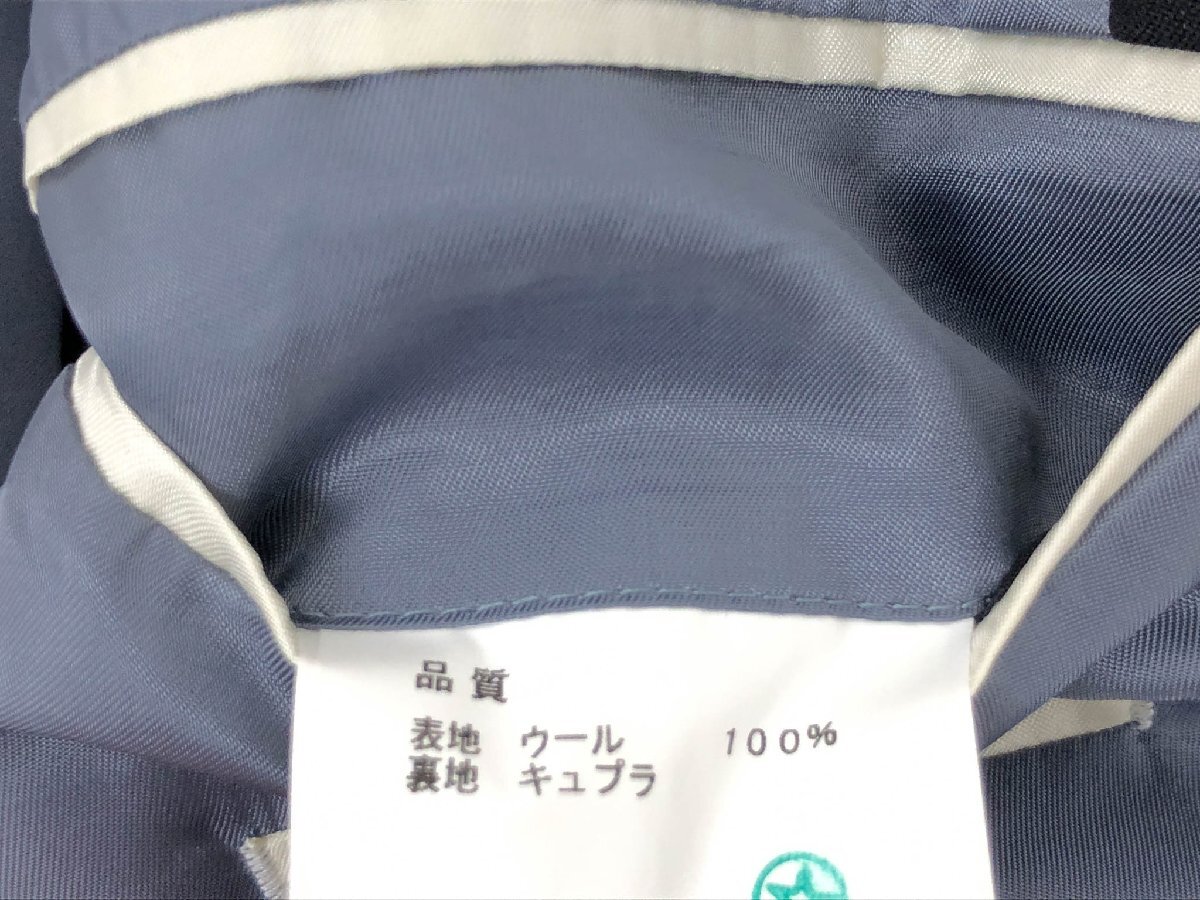 品質
表地 ウール 100%
裏地 キュプラ